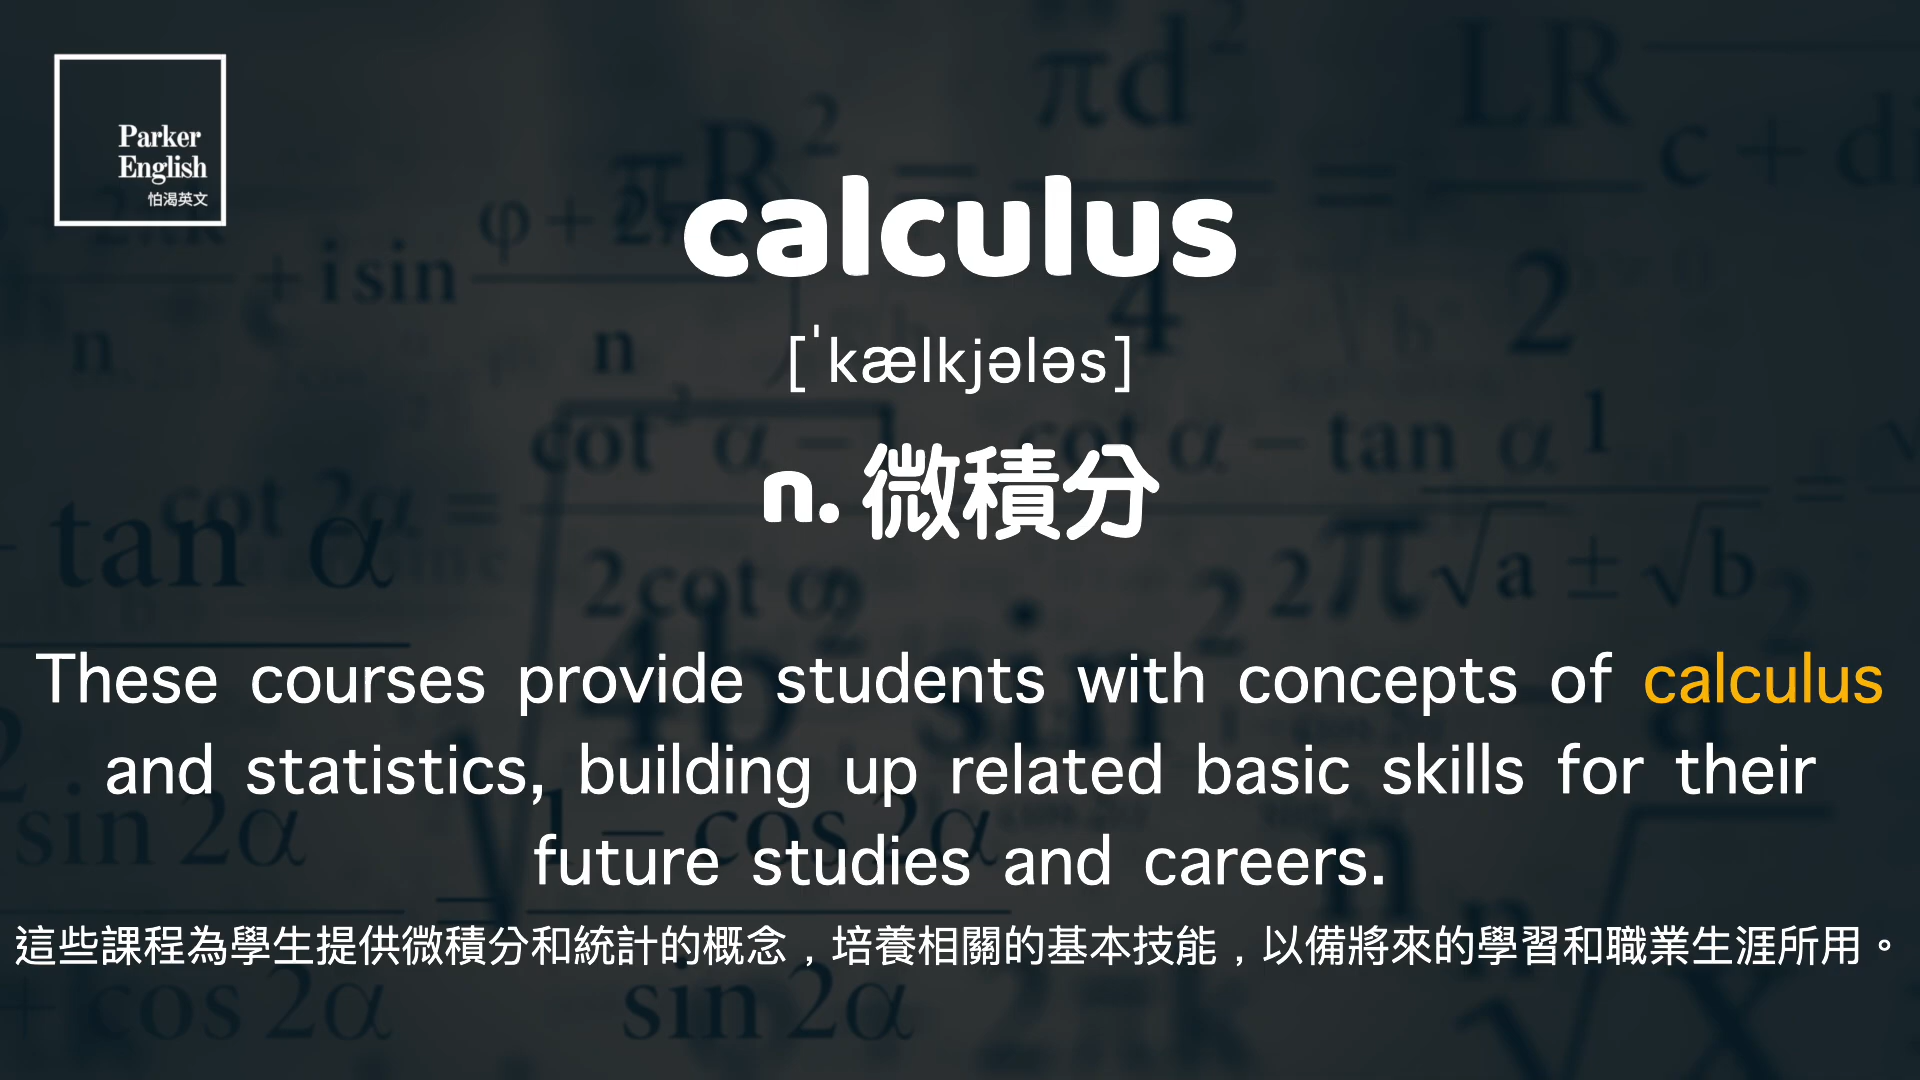 Parker
English
怕渴英文
calculus
[ˈkælkjələs]
n. 微積分
These courses provide students with concepts of calculus
and statistics, building up related basic skills for their
future studies and careers.
這些課程為學生提供微積分和統計的概念，培養相關的基本技能，以備將來的學習和職業生涯所用。